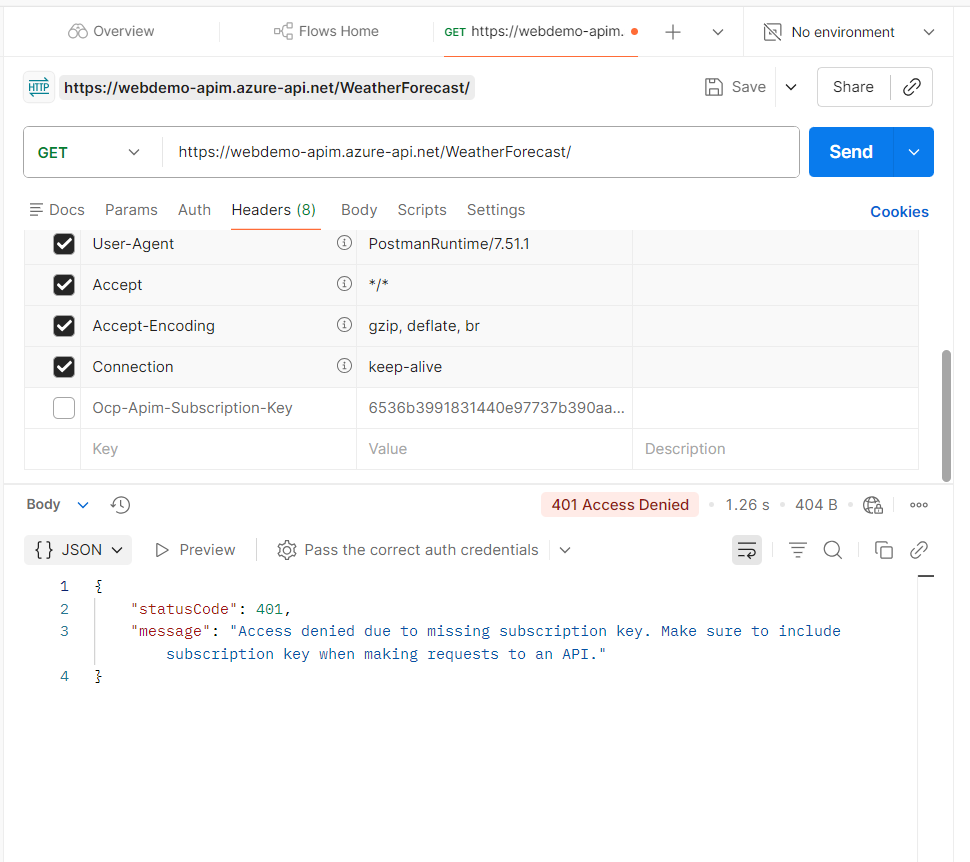 Overview
Flows Home
GET https://webdemo-apim.
No environment
HTTP https://webdemo-apim.azure-api.net/WeatherForecast/
Save
Share
GET
https://webdemo-apim.azure-api.net/WeatherForecast/
Send
Docs Params Auth Headers (8) Body Scripts Settings
Cookies
User-Agent PostmanRuntime/7.51.1
Accept */*
Accept-Encoding gzip, deflate, br
Connection keep-alive
Ocp-Apim-Subscription-Key 6536b3991831440e97737b390aa...
Key Value Description
Body
401 Access Denied • 1.26 s • 404 B •
{} JSON Preview Pass the correct auth credentials
1 {
2 "statusCode": 401,
3 "message": "Access denied due to missing subscription key. Make sure to include
subscription key when making requests to an API."
4 }